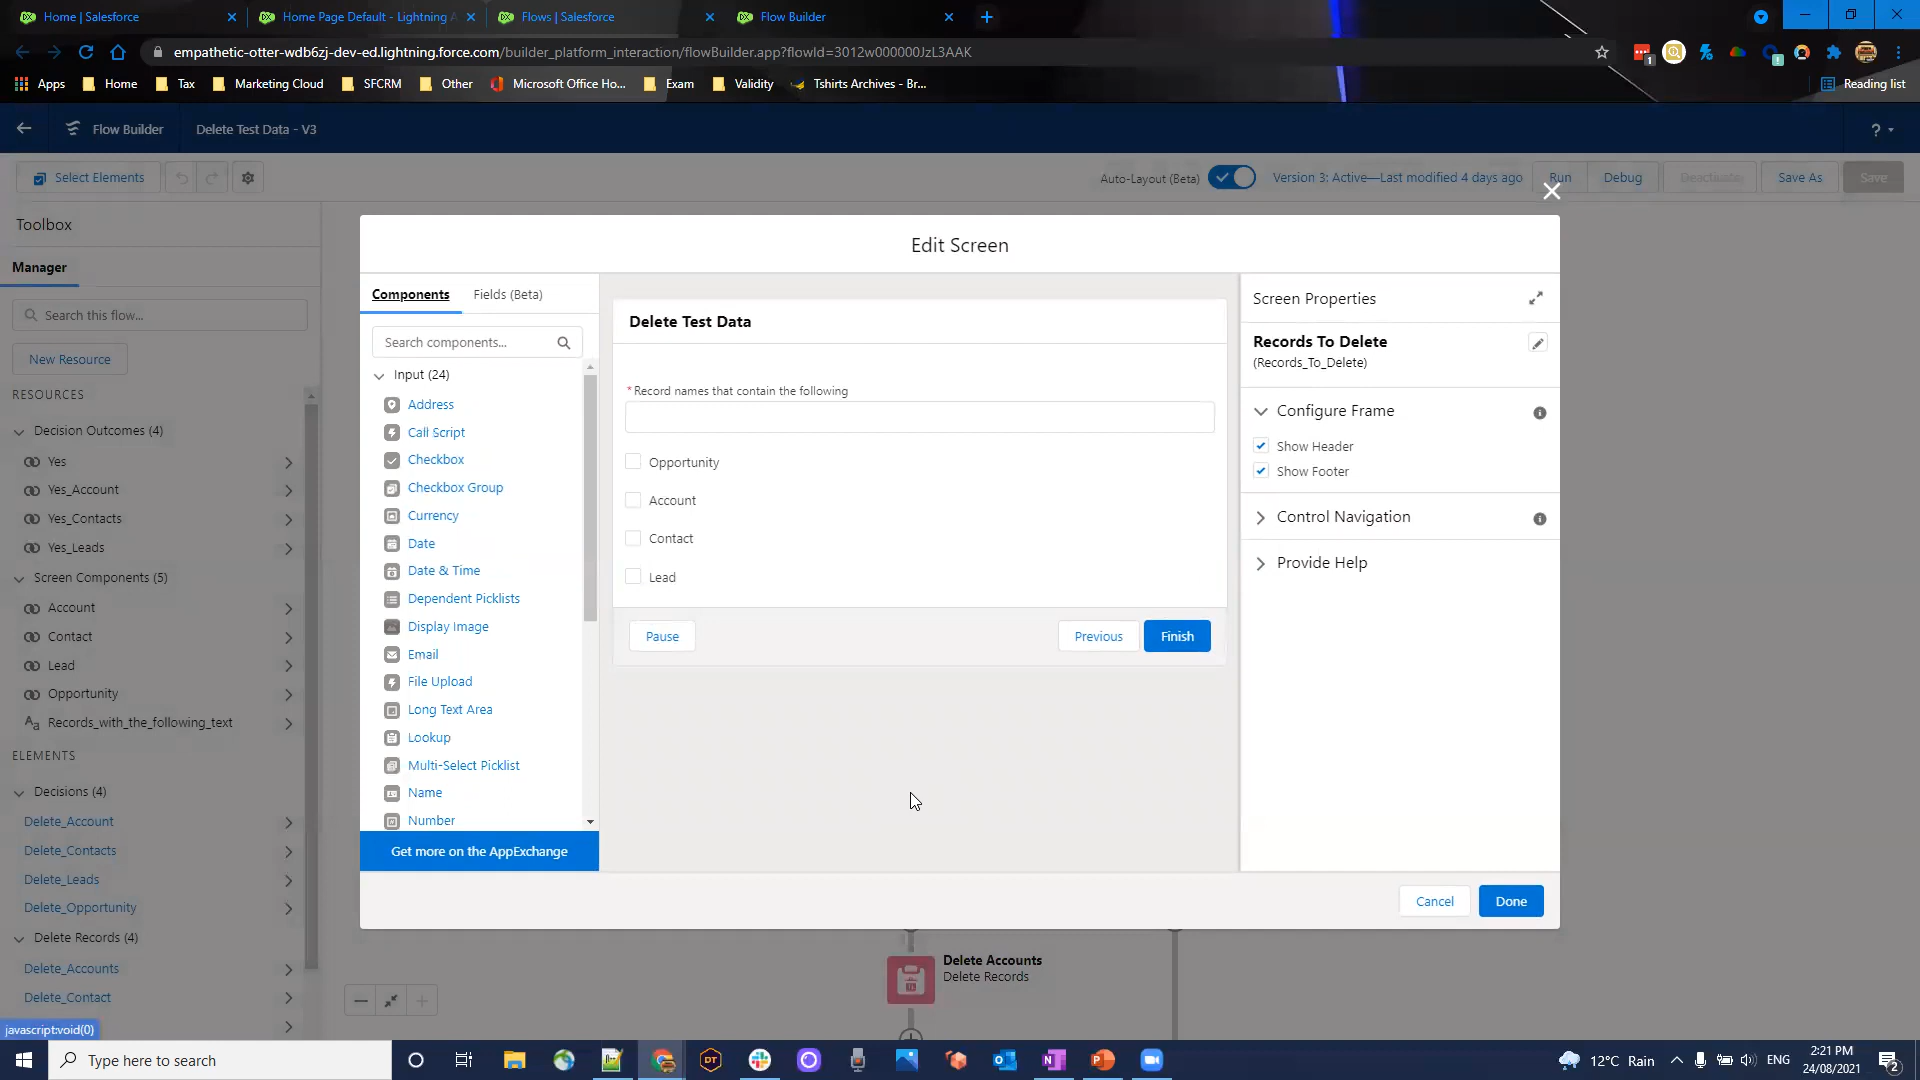 Home | Salesforce
Home Page Default - Lightning A
Flows | Salesforce
Flow Builder
empathetic-otter-wdb6zj-dev-ed.lightning.force.com/builder_platform_interaction/flowBuilder.app?flowId=3012w000000JzL3AAK
Apps
Home
Tax
Marketing Cloud
SFCRM
Other
Microsoft Office Ho...
Exam
Validity
Tshirts Archives - Br...
Reading list
Flow Builder
Delete Test Data - V3
?
Select Elements
Auto-Layout (Beta)
Version 3: Active—Last modified 4 days ago
Run
Debug
Deactivate
Save As
Save
Toolbox
Manager
Search this flow...
New Resource
RESOURCES
Decision Outcomes (4)
Yes
Yes_Account
Yes_Contacts
Yes_Leads
Screen Components (5)
Account
Contact
Lead
Opportunity
Records_with_the_following_text
ELEMENTS
Decisions (4)
Delete_Account
Delete_Contacts
Delete_Leads
Delete_Opportunity
Delete Records (4)
Delete_Accounts
Delete_Contact
javascript:void(0)
Edit Screen
Components
Fields (Beta)
Search components...
Input (24)
Address
Call Script
Checkbox
Checkbox Group
Currency
Date
Date & Time
Dependent Picklists
Display Image
Email
File Upload
Long Text Area
Lookup
Multi-Select Picklist
Name
Number
Get more on the AppExchange
Delete Test Data
*Record names that contain the following
Opportunity
Account
Contact
Lead
Pause
Previous
Finish
Screen Properties
Records To Delete
(Records_To_Delete)
Configure Frame
Show Header
Show Footer
Control Navigation
Provide Help
Cancel
Done
Delete Accounts
Delete Records
Type here to search
12°C Rain
ENG
2:21 PM
24/08/2021
2